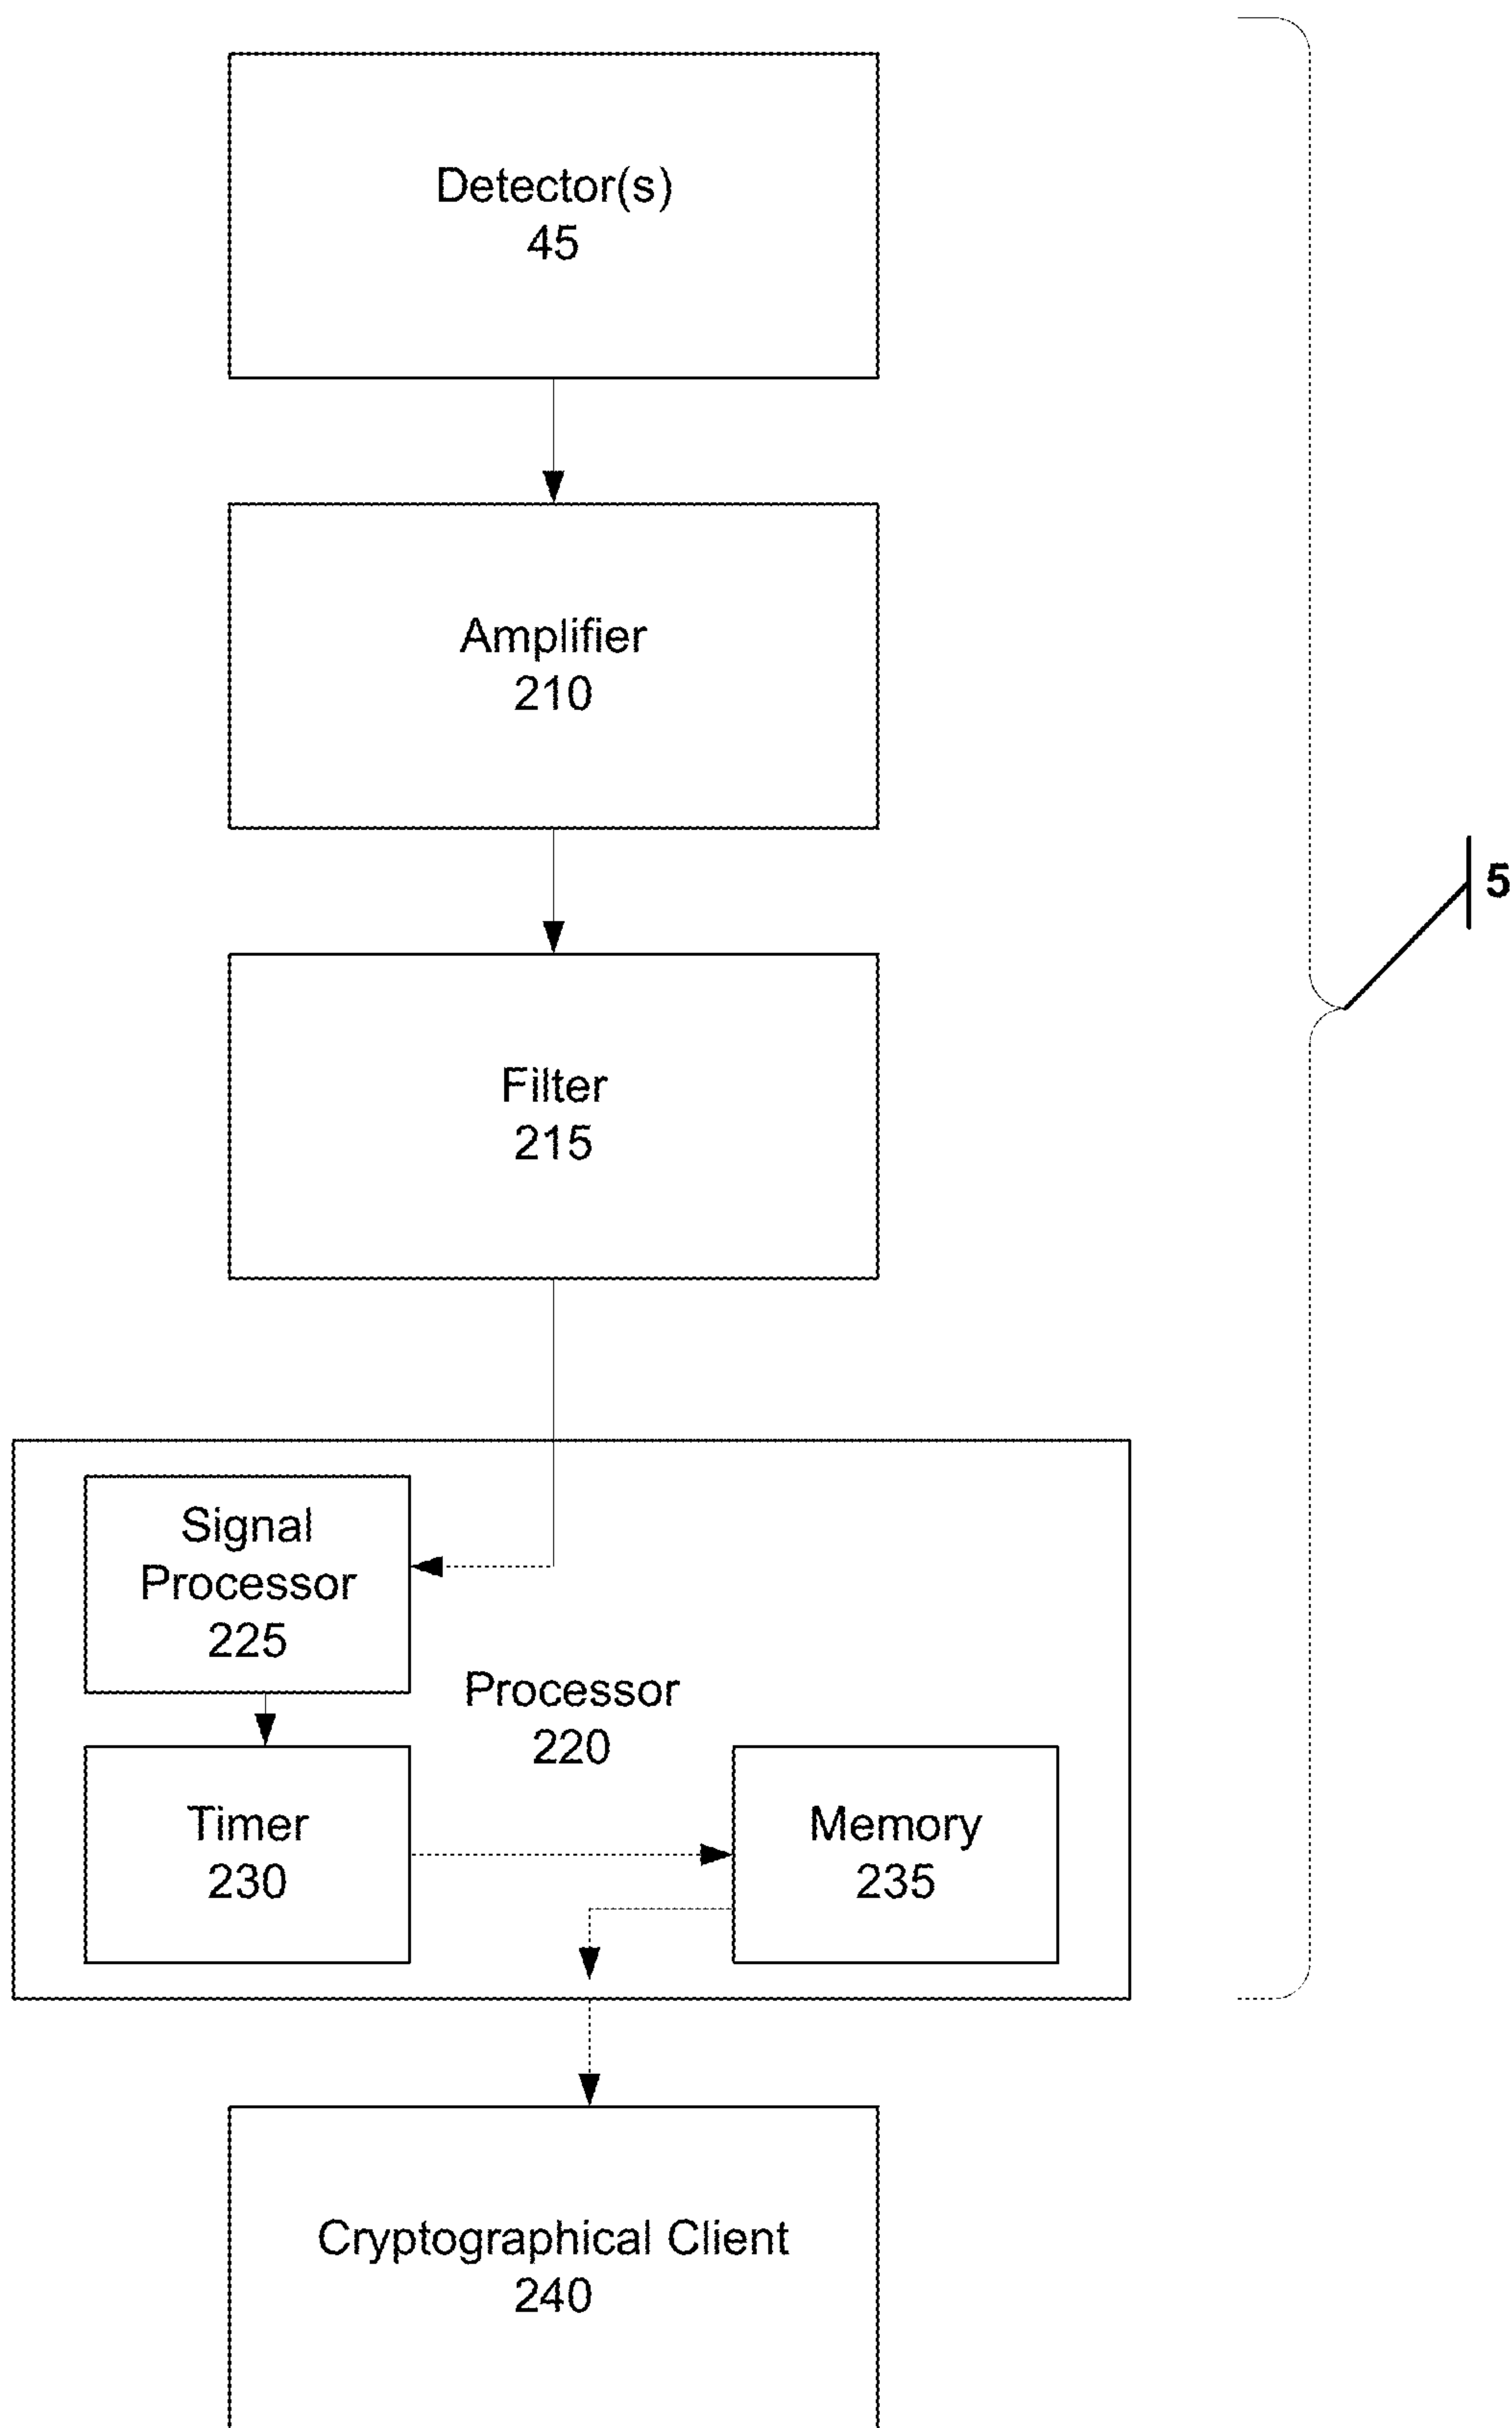 Detector(s)
45
Amplifier
210
5
Filter
215
Signal
Processor
225
Processor
220
Timer
230
Memory
235
Cryptographical Client
240